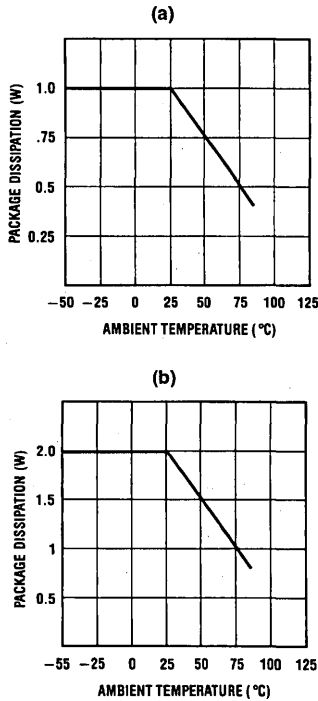 (a)
PACKAGE DISSIPATION (W)
1.0
.75
0.5
0.25
−50 −25 0 25 50 75 100 125
AMBIENT TEMPERATURE (°C)
(b)
PACKAGE DISSIPATION (W)
2.0
1.5
1
0.5
−55 −25 0 25 50 75 100 125
AMBIENT TEMPERATURE (°C)